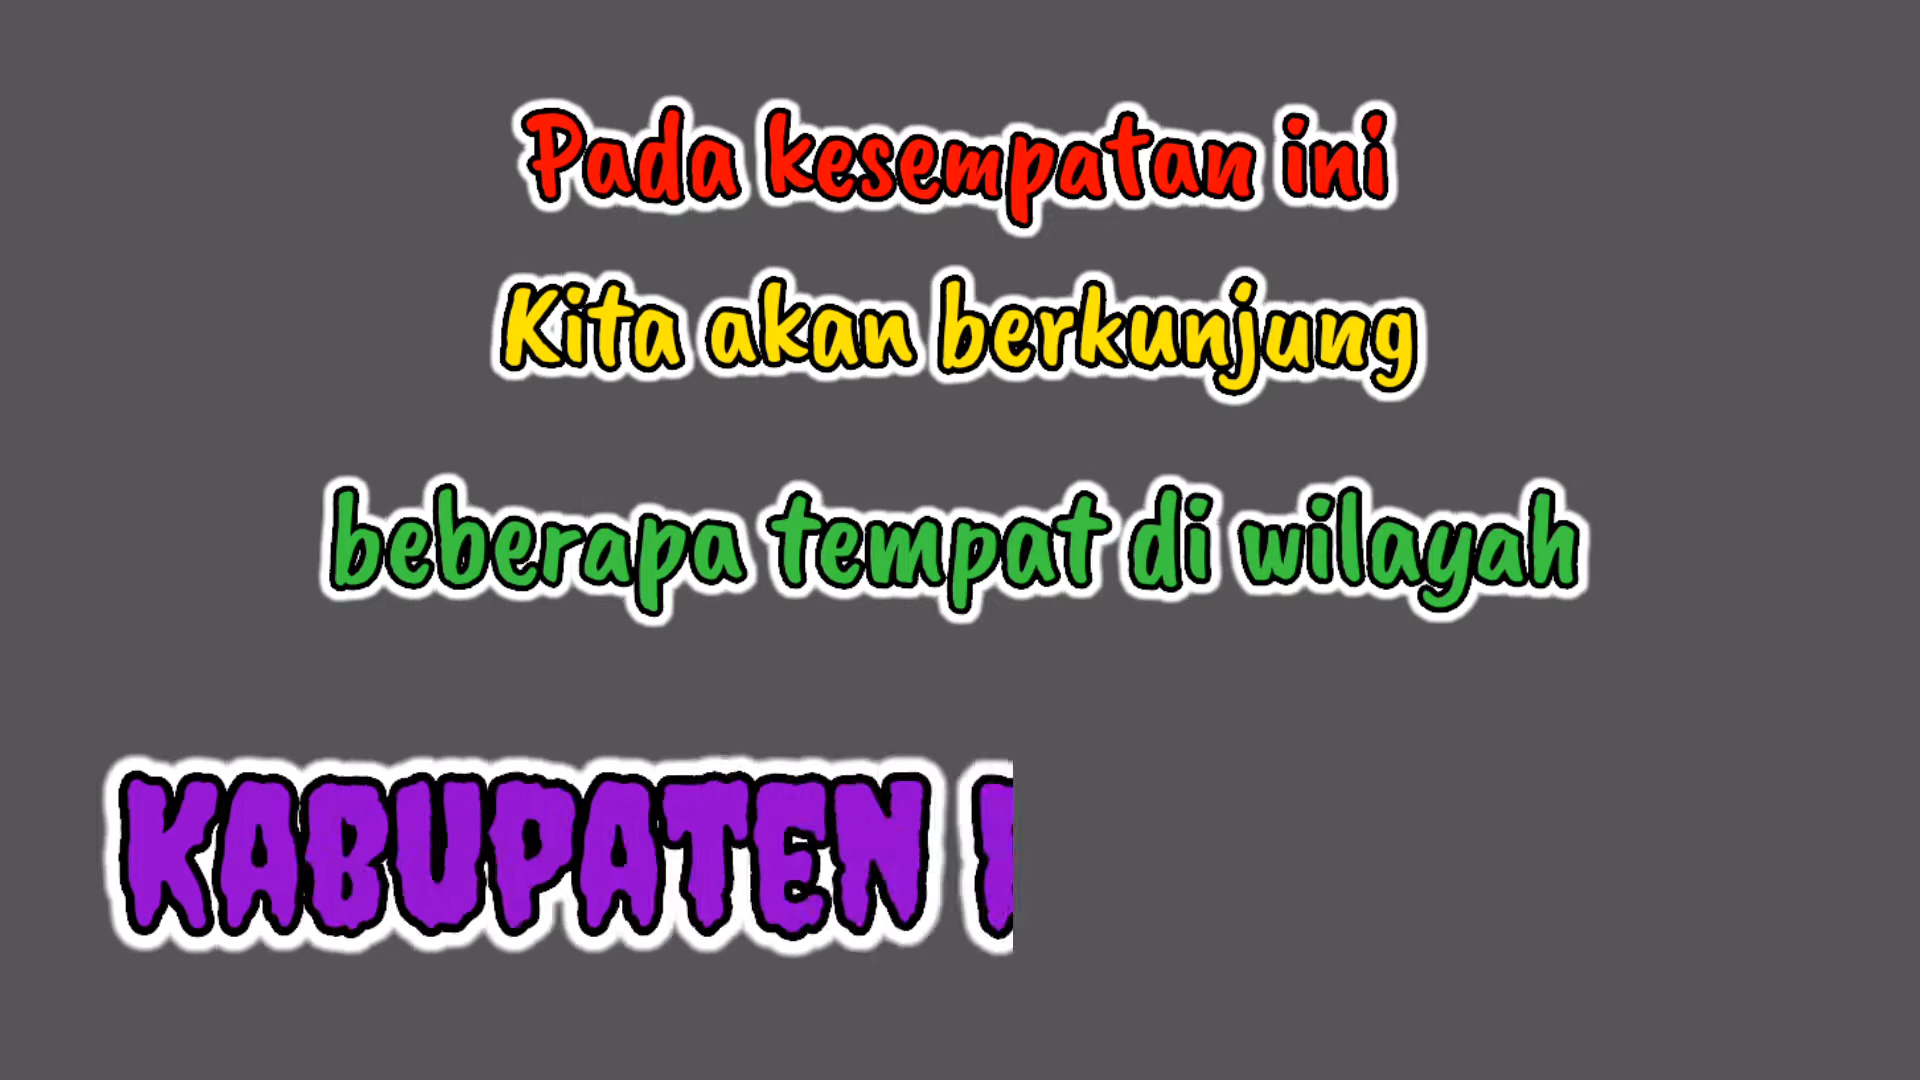 Pada kesempatan ini
Kita akan berkunjung
beberapa tempat di wilayah
KABUPATEN